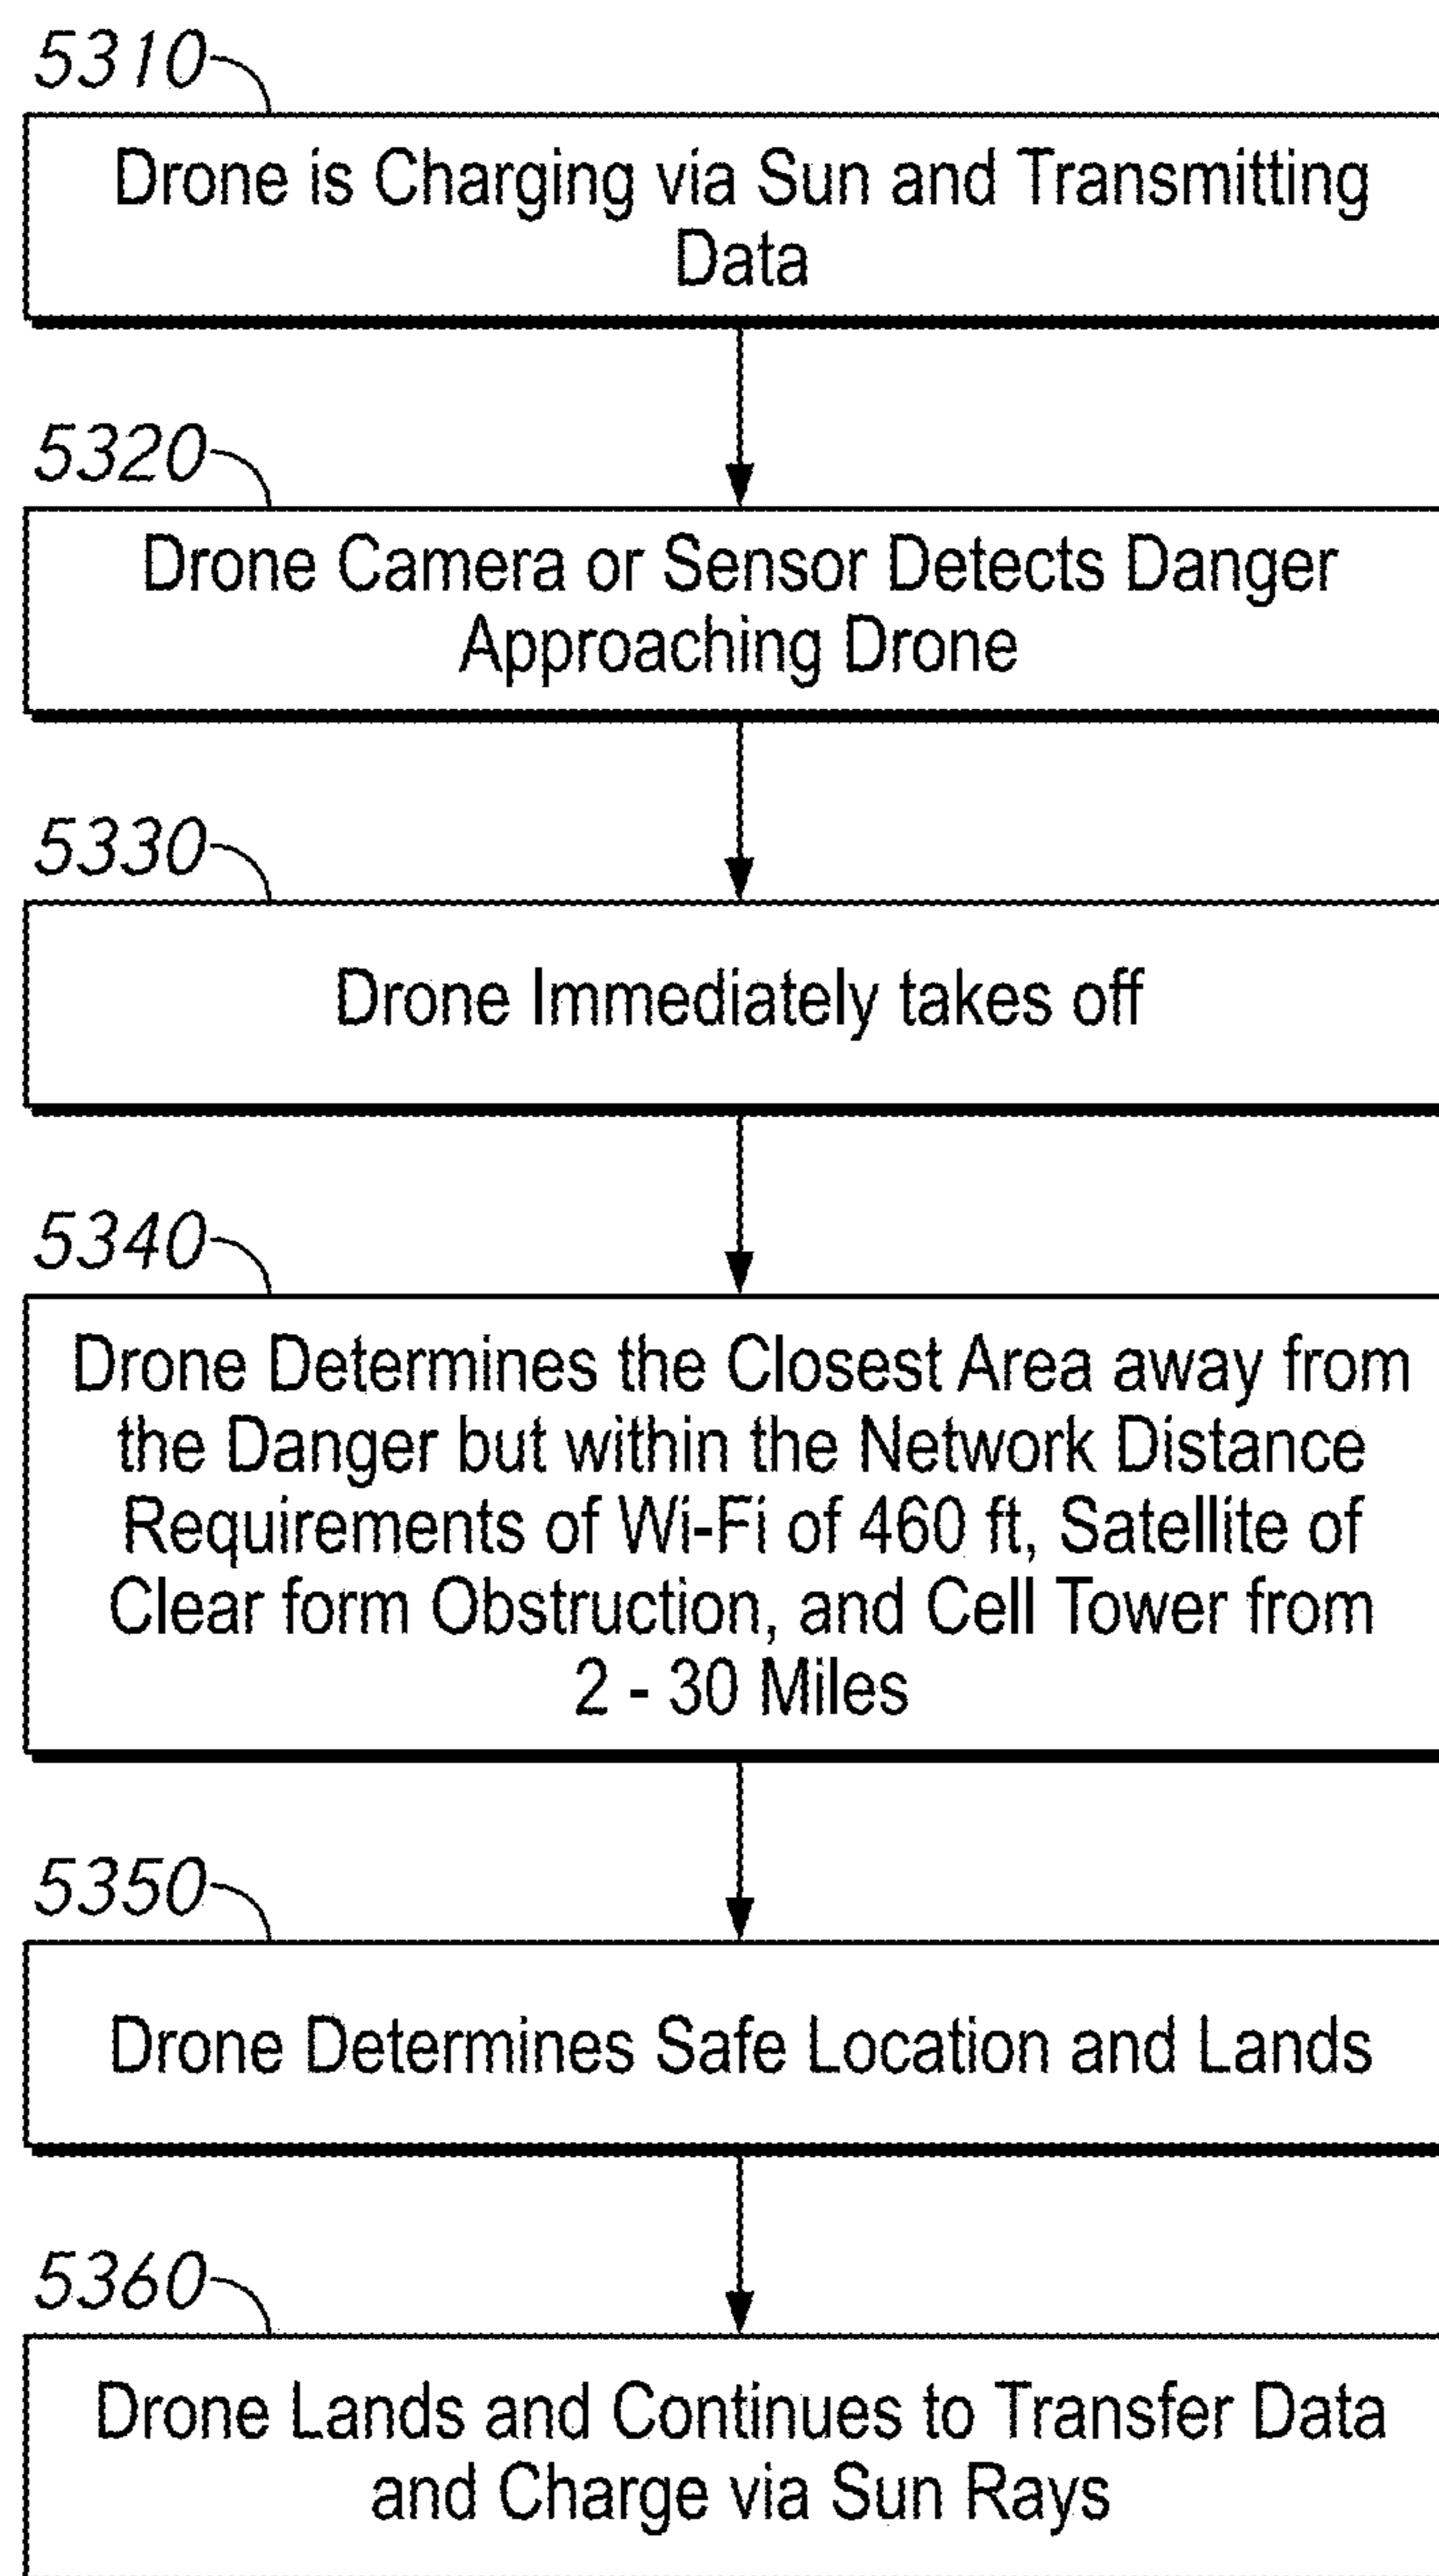 5310
Drone is Charging via Sun and Transmitting
Data
5320
Drone Camera or Sensor Detects Danger
Approaching Drone
5330
Drone Immediately takes off
5340
Drone Determines the Closest Area away from
the Danger but within the Network Distance
Requirements of Wi-Fi of 460 ft, Satellite of
Clear form Obstruction, and Cell Tower from
2 - 30 Miles
5350
Drone Determines Safe Location and Lands
5360
Drone Lands and Continues to Transfer Data
and Charge via Sun Rays